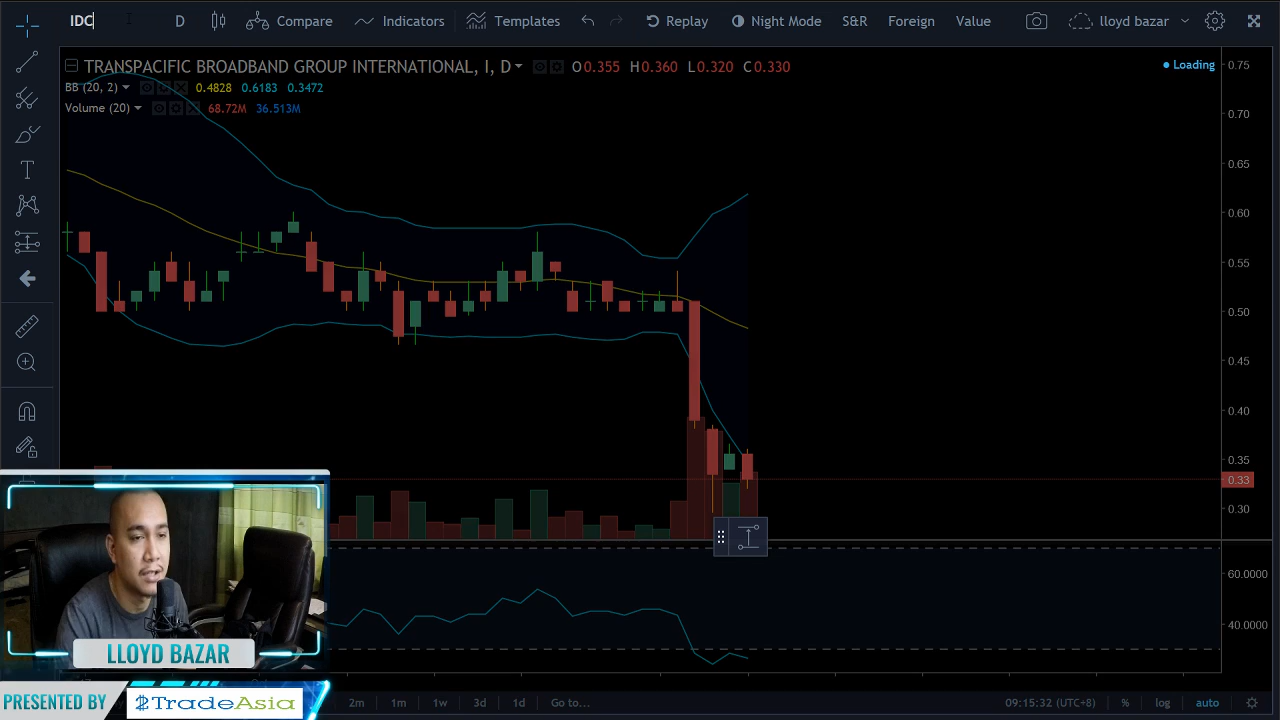 IDC D Compare Indicators Templates Replay Night Mode S&R Foreign Value lloyd bazar
TRANSPACIFIC BROADBAND GROUP INTERNATIONAL, I, D O0.355 H0.360 L0.320 C0.330
Loading
BB (20, 2) 0.4828 0.6183 0.3472
Volume (20) 68.72M 36.513M
0.75
0.70
0.65
0.60
0.55
0.50
0.45
0.40
0.35
0.33
0.30
60.0000
40.0000
LLOYD BAZAR
PRESENTED BY TradeAsia
2m 1m 1w 3d 1d Go to... 09:15:32 (UTC+8) % log auto